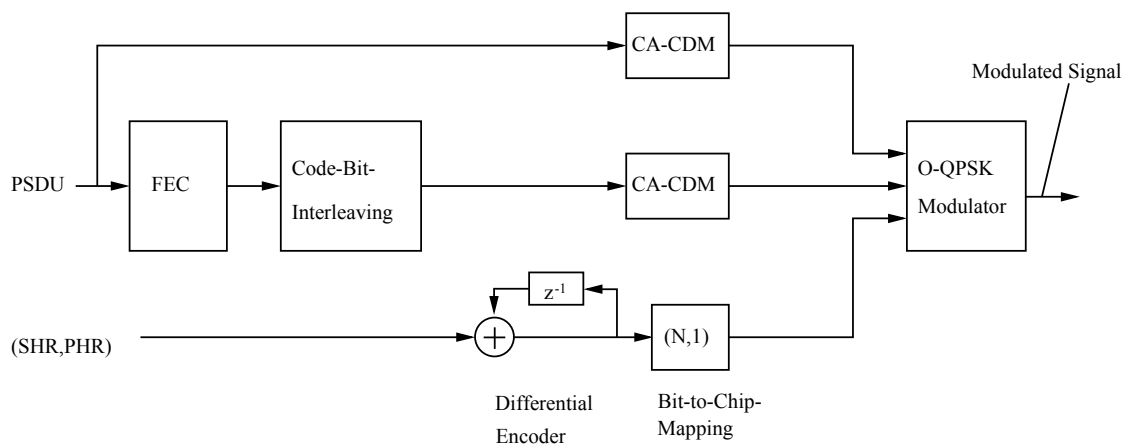 CA-CDM
Modulated Signal
PSDU
FEC
Code-Bit-
Interleaving
CA-CDM
O-QPSK
Modulator
z-1
(SHR,PHR)
+
(N,1)
Differential
Encoder
Bit-to-Chip-
Mapping